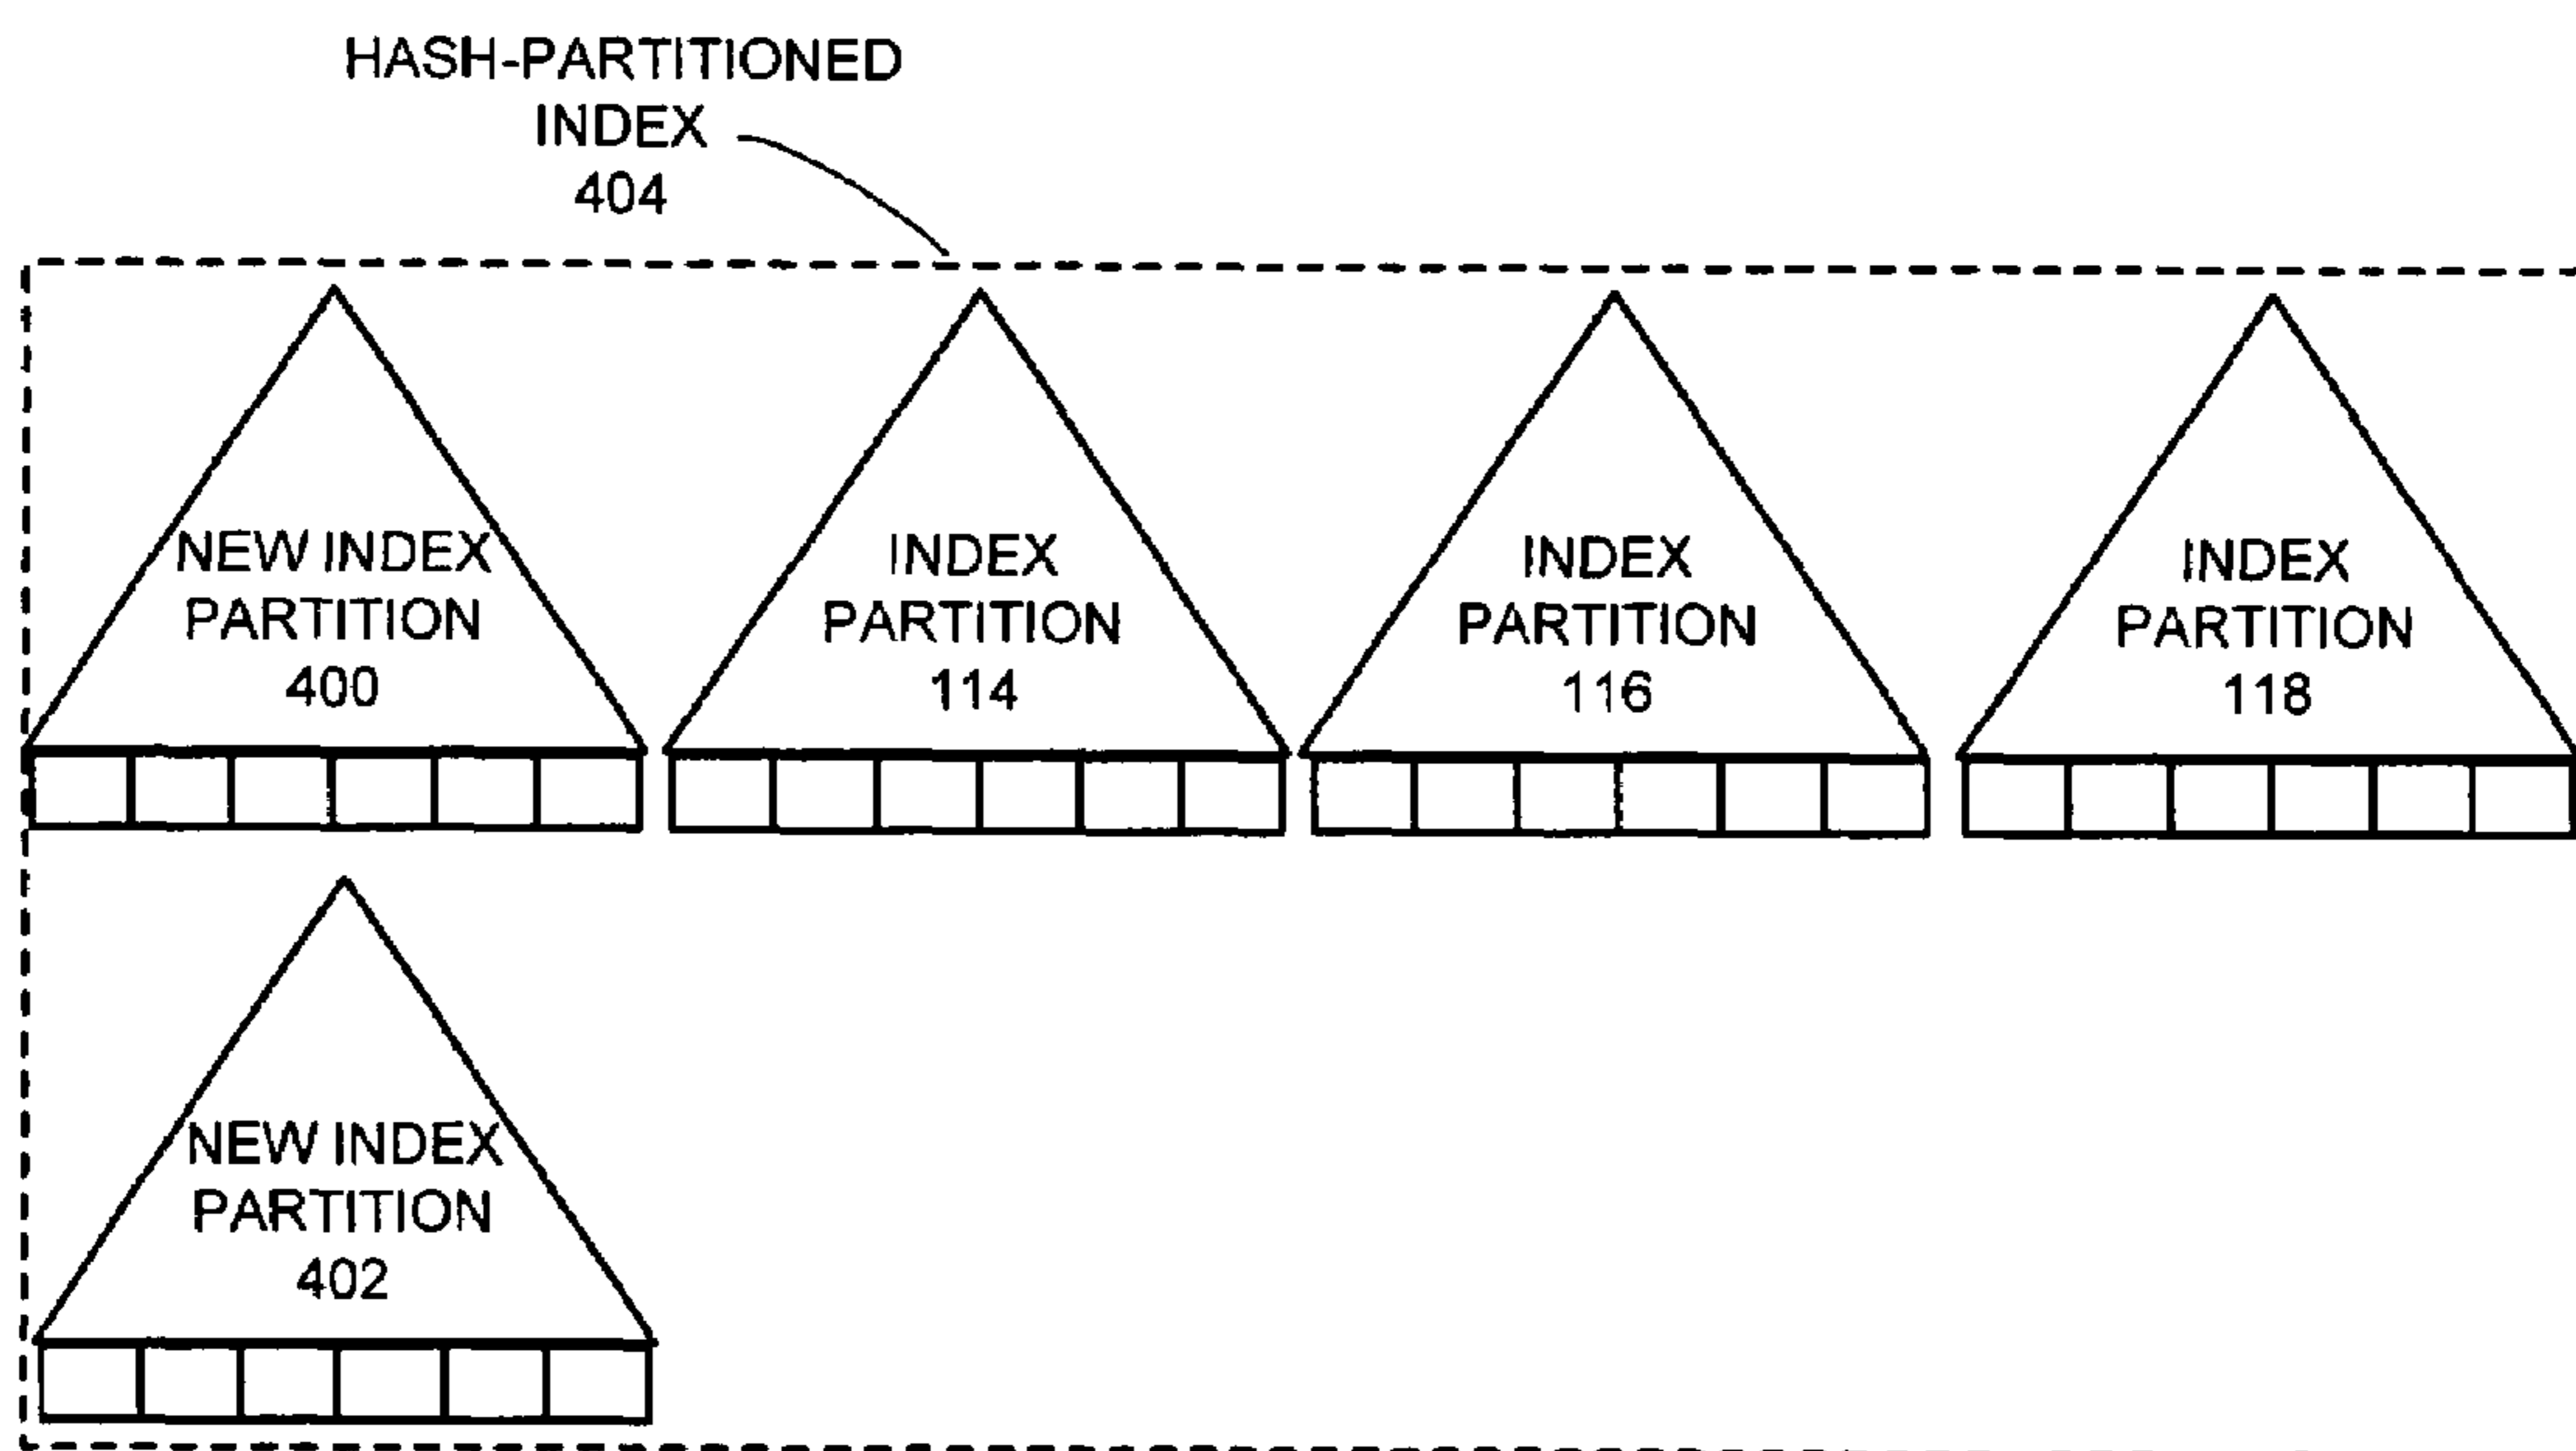 HASH-PARTITIONED
INDEX
404
NEW INDEX
PARTITION
400
INDEX
PARTITION
114
INDEX
PARTITION
116
INDEX
PARTITION
118
NEW INDEX
PARTITION
402